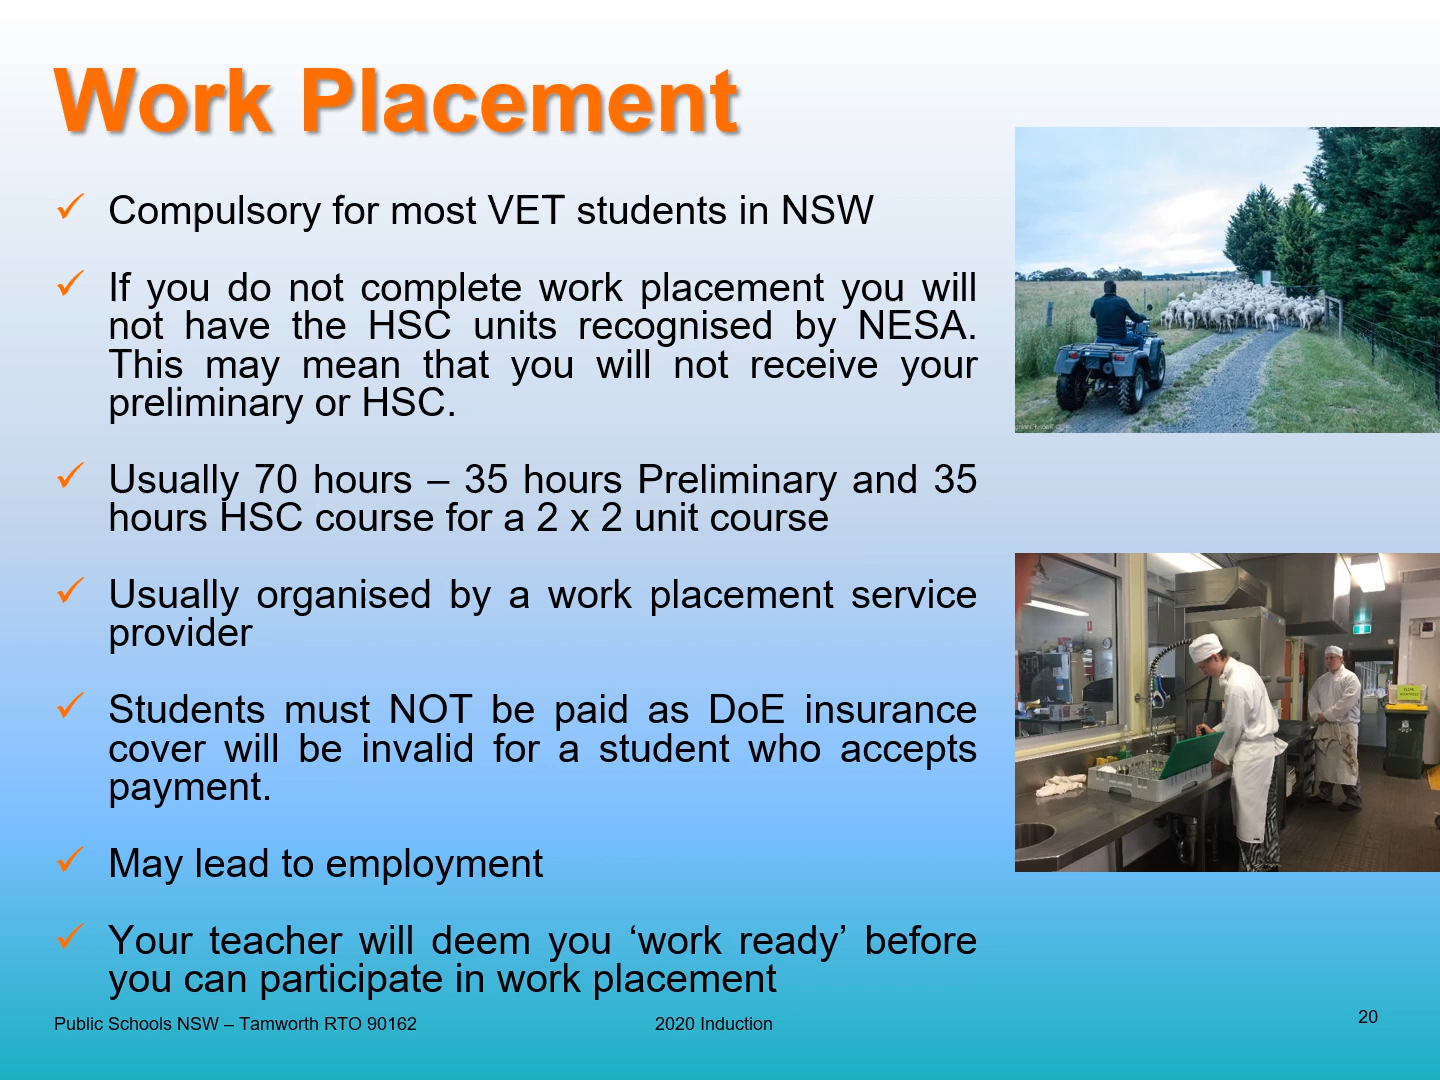 Work Placement
✓ Compulsory for most VET students in NSW
✓ If you do not complete work placement you will
not have the HSC units recognised by NESA.
This may mean that you will not receive your
preliminary or HSC.
✓ Usually 70 hours – 35 hours Preliminary and 35
hours HSC course for a 2 x 2 unit course
✓ Usually organised by a work placement service
provider
✓ Students must NOT be paid as DoE insurance
cover will be invalid for a student who accepts
payment.
✓ May lead to employment
✓ Your teacher will deem you ‘work ready’ before
you can participate in work placement
Public Schools NSW – Tamworth RTO 90162
2020 Induction
20